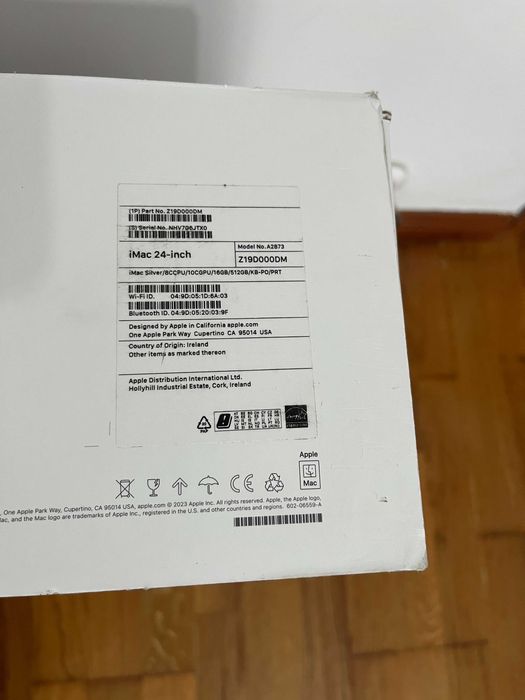 (1P) Part No. Z19D000DM
(S) Serial No. NHV796JTX0
iMac 24-inch
Model No. A2873
Z19D000DM
iMac Silver/8CCPU/10CGPU/16GB/512GB/KB-PO/PRT
Wi-Fi ID. 04:9D:05:1D:6A:03
Bluetooth ID. 04:9D:05:20:03:9F
Designed by Apple in California apple.com
One Apple Park Way Cupertino CA 95014 USA
Country of Origin: Ireland
Other items as marked thereon
Apple Distribution International Ltd.
Hollyhill Industrial Estate, Cork, Ireland
PAP
Apple
Mac
CE
, One Apple Park Way, Cupertino, CA 95014 USA, apple.com © 2023 Apple Inc. All rights reserved. Apple, the Apple logo,
ac, and the Mac logo are trademarks of Apple Inc., registered in the U.S. and other countries and regions. 602-06559-A